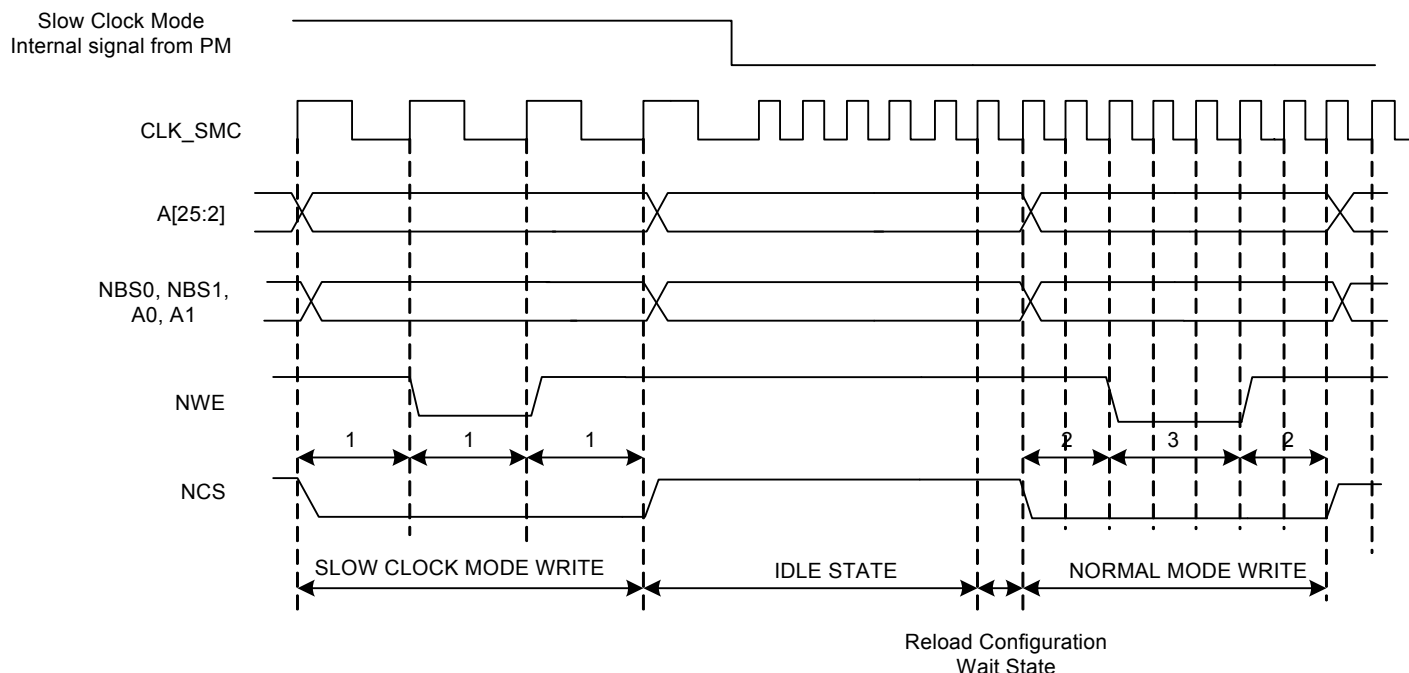 Slow Clock Mode
Internal signal from PM
CLK_SMC
A[25:2]
NBS0, NBS1,
A0, A1
NWE
1 1 1 2 3 2
NCS
SLOW CLOCK MODE WRITE IDLE STATE NORMAL MODE WRITE
Reload Configuration
Wait State